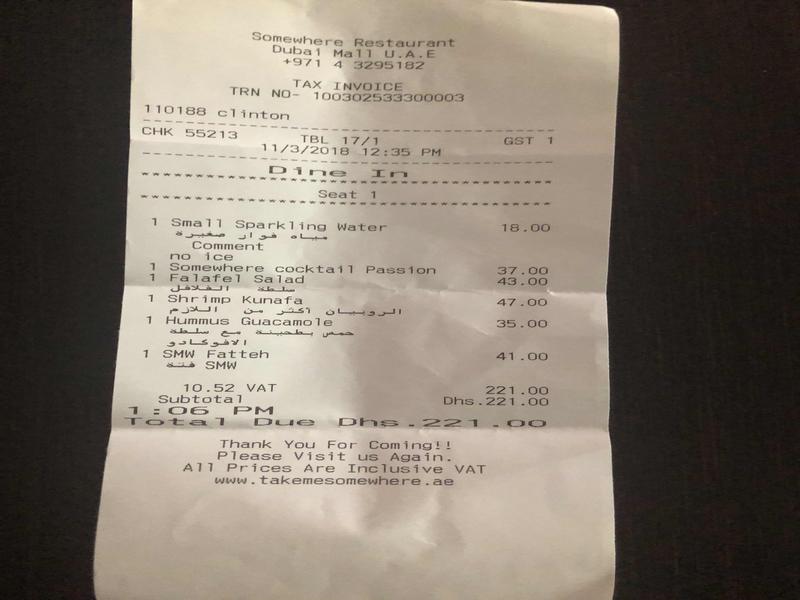 Somewhere Restaurant
Dubai Mall U.A.E
+971 4 3295182
TAX INVOICE
TRN NO- 100302533300003
110188 clinton
CHK 55213 TBL 17/1 GST 1
11/3/2018 12:35 PM
Dine In
Seat 1
1 Small Sparkling Water 18.00
مياه فوار صغيرة
Comment
no ice
1 Somewhere cocktail Passion 37.00
1 Falafel Salad 43.00
سلطة الفلافل
1 Shrimp Kunafa 47.00
الروبيان أكثر من اللازم
1 Hummus Guacamole 35.00
حمص بطحينة مع سلطة
الافوكادو
1 SMW Fatteh 41.00
فتة SMW
10.52 VAT 221.00
Subtotal Dhs.221.00
1:06 PM
Total Due Dhs.221.00
Thank You For Coming!!
Please Visit us Again.
All Prices Are Inclusive VAT
www.takemesomewhere.ae